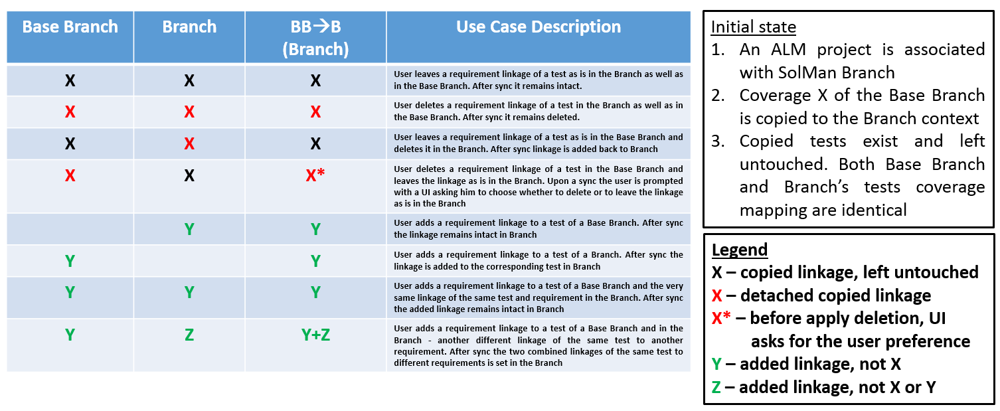 Base Branch
Branch
BB→B
(Branch)
Use Case Description
X
X
X
User leaves a requirement linkage of a test as is in the Branch as well as
in the Base Branch. After sync it remains intact.
X
X
X
User deletes a requirement linkage of a test in the Branch as well as in
the Base Branch. After sync it remains deleted.
X
X
X
User leaves a requirement linkage of a test as is in the Base Branch and
deletes it in the Branch. After sync linkage is added back to Branch
X
X
X*
User deletes a requirement linkage of a test in the Base Branch and
leaves the linkage as is in the Branch. Upon a sync the user is prompted
with a UI asking him to choose whether to delete or to leave the linkage
as is in the Branch
Y
Y
User adds a requirement linkage to a test of a Base Branch. After sync
the linkage remains intact in Branch
Y
Y
User adds a requirement linkage to a test of a Branch. After sync the
linkage is added to the corresponding test in Branch
Y
Y
Y
User adds a requirement linkage to a test of a Base Branch and the very
same linkage of the same test and requirement in the Branch. After sync
the added linkage remains intact in Branch
Y
Z
Y+Z
User adds a requirement linkage to a test of a Base Branch and in the
Branch - another different linkage of the same test to another
requirement. After sync the two combined linkages of the same test to
different requirements is set in the Branch
Initial state
1. An ALM project is associated
with SolMan Branch
2. Coverage X of the Base Branch
is copied to the Branch context
3. Copied tests exist and left
untouched. Both Base Branch
and Branch’s tests coverage
mapping are identical
Legend
X – copied linkage, left untouched
X – detached copied linkage
X* – before apply deletion, UI
asks for the user preference
Y – added linkage, not X
Z – added linkage, not X or Y